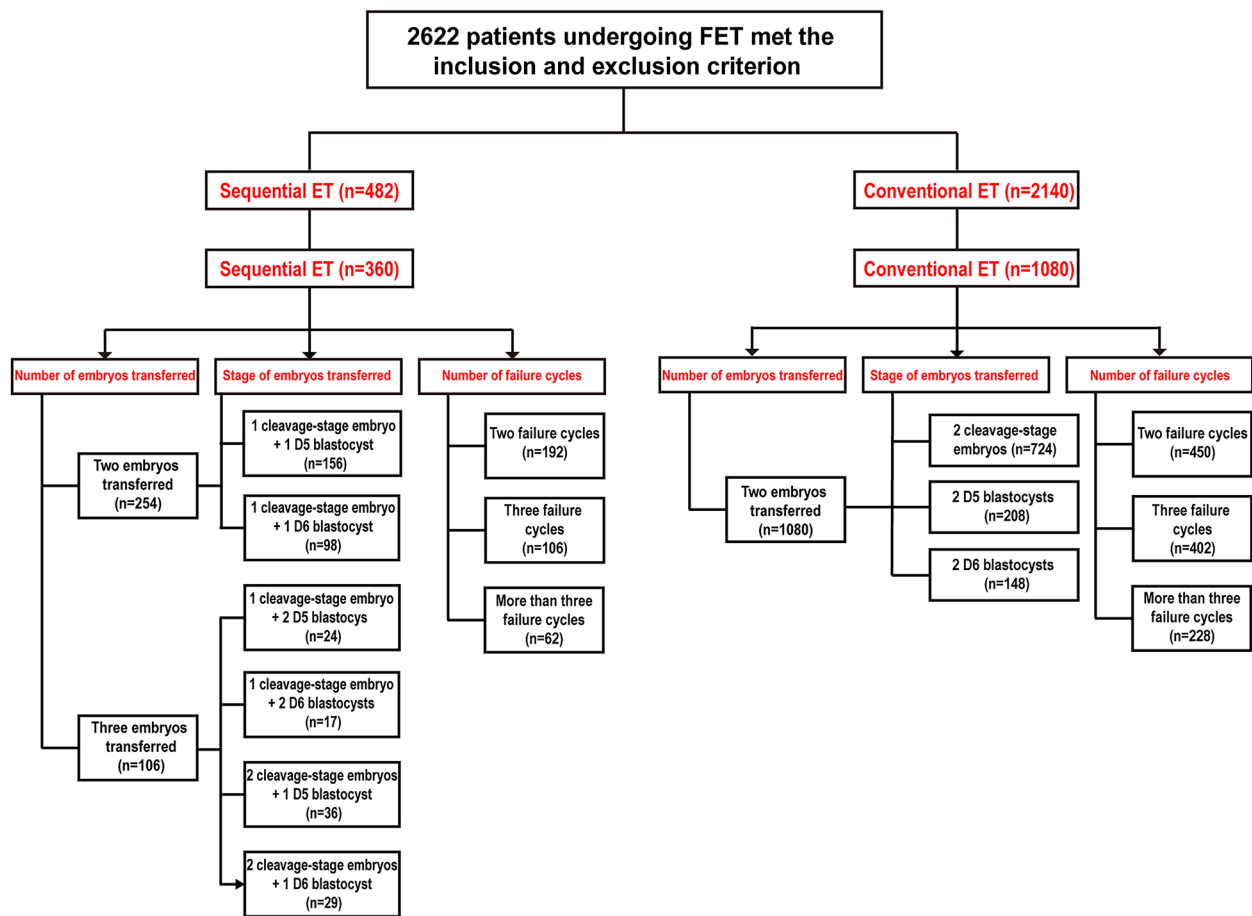 2622 patients undergoing FET met the
inclusion and exclusion criterion
Sequential ET (n=482)
Conventional ET (n=2140)
Sequential ET (n=360)
Conventional ET (n=1080)
Number of embryos transferred
Stage of embryos transferred
Number of failure cycles
Number of embryos transferred
Stage of embryos transferred
Number of failure cycles
Two embryos
transferred
(n=254)
1 cleavage-stage embryo
+ 1 D5 blastocyst
(n=156)
1 cleavage-stage embryo
+ 1 D6 blastocyst
(n=98)
Three embryos
transferred
(n=106)
1 cleavage-stage embryo
+ 2 D5 blastocys
(n=24)
1 cleavage-stage embryo
+ 2 D6 blastocysts
(n=17)
2 cleavage-stage embryos
+ 1 D5 blastocyst
(n=36)
2 cleavage-stage embryos
+ 1 D6 blastocyst
(n=29)
Two failure cycles
(n=192)
Three failure
cycles
(n=106)
More than three
failure cycles
(n=62)
Two embryos
transferred
(n=1080)
2 cleavage-stage
embryos (n=724)
2 D5 blastocysts
(n=208)
2 D6 blastocysts
(n=148)
Two failure cycles
(n=450)
Three failure
cycles
(n=402)
More than three
failure cycles
(n=228)